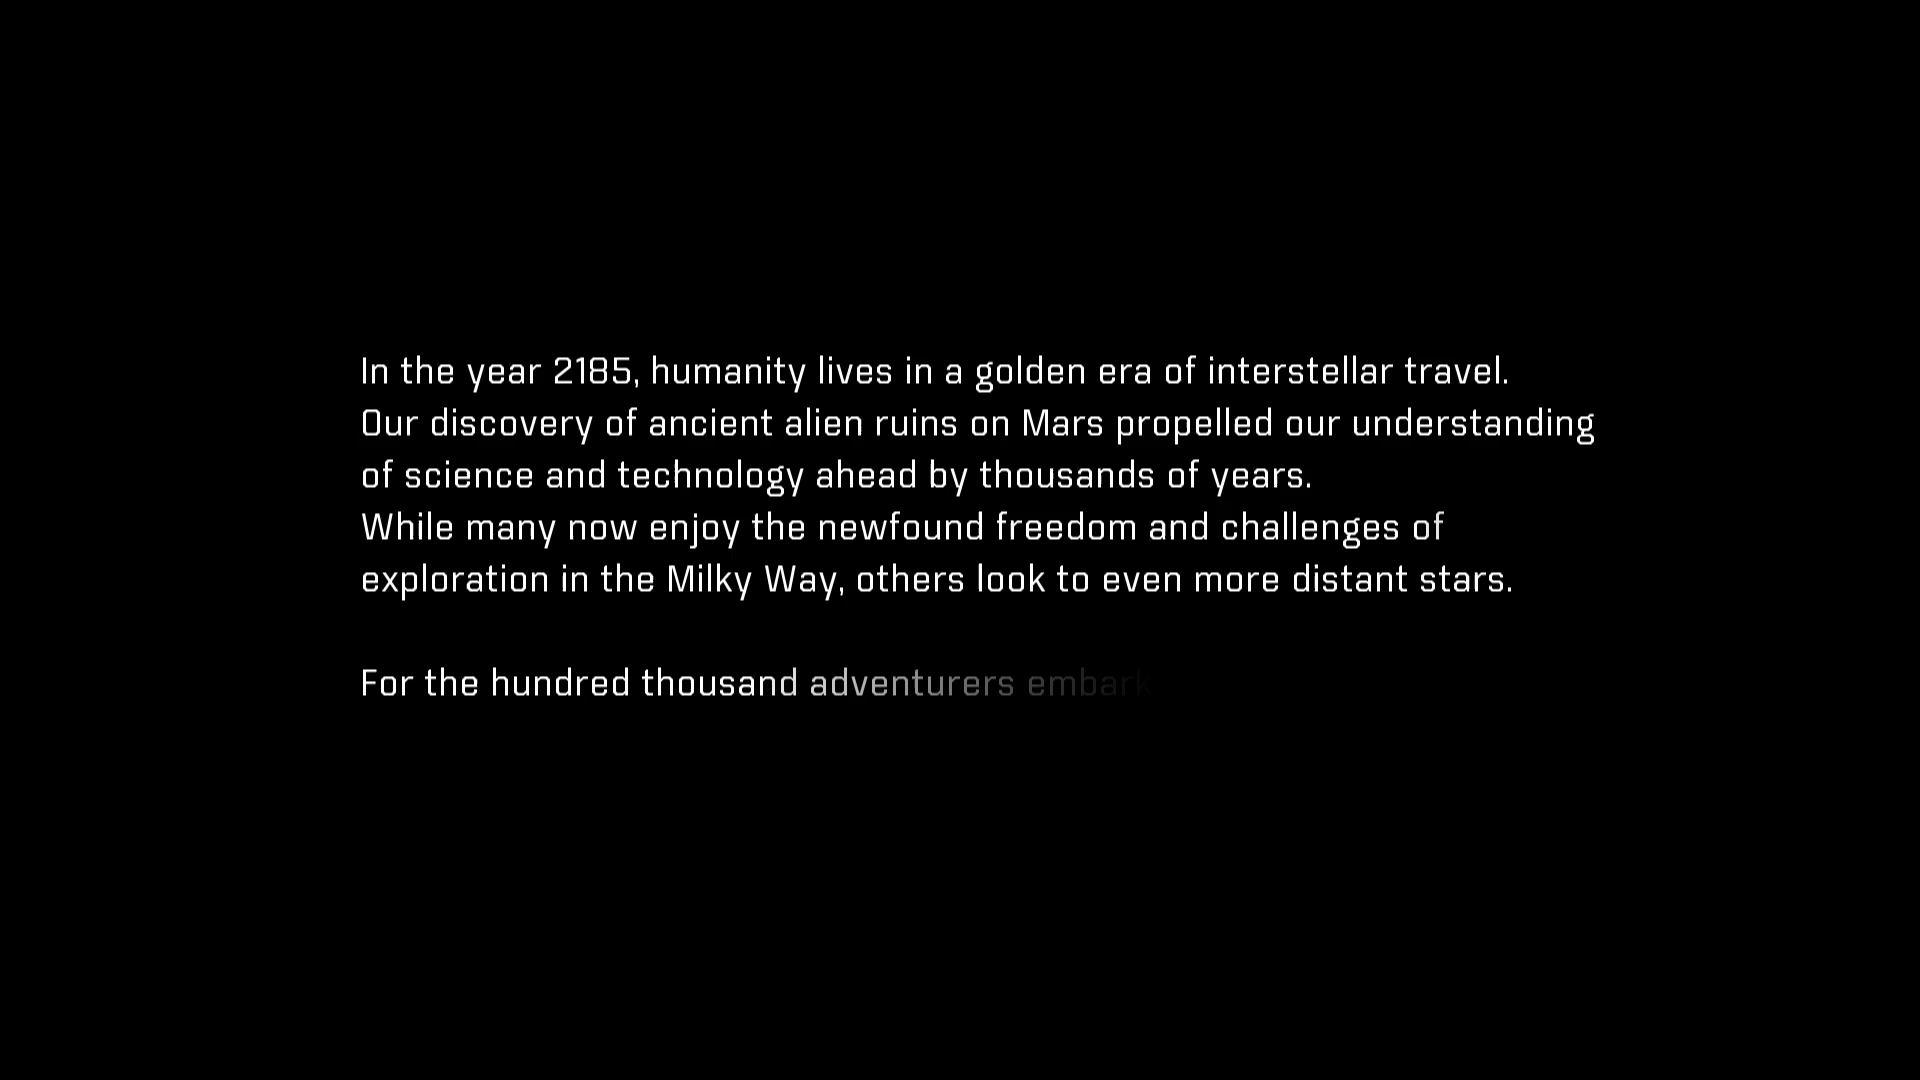 In the year 2185, humanity lives in a golden era of interstellar travel.
Our discovery of ancient alien ruins on Mars propelled our understanding
of science and technology ahead by thousands of years.
While many now enjoy the newfound freedom and challenges of
exploration in the Milky Way, others look to even more distant stars.
For the hundred thousand adventurers embark